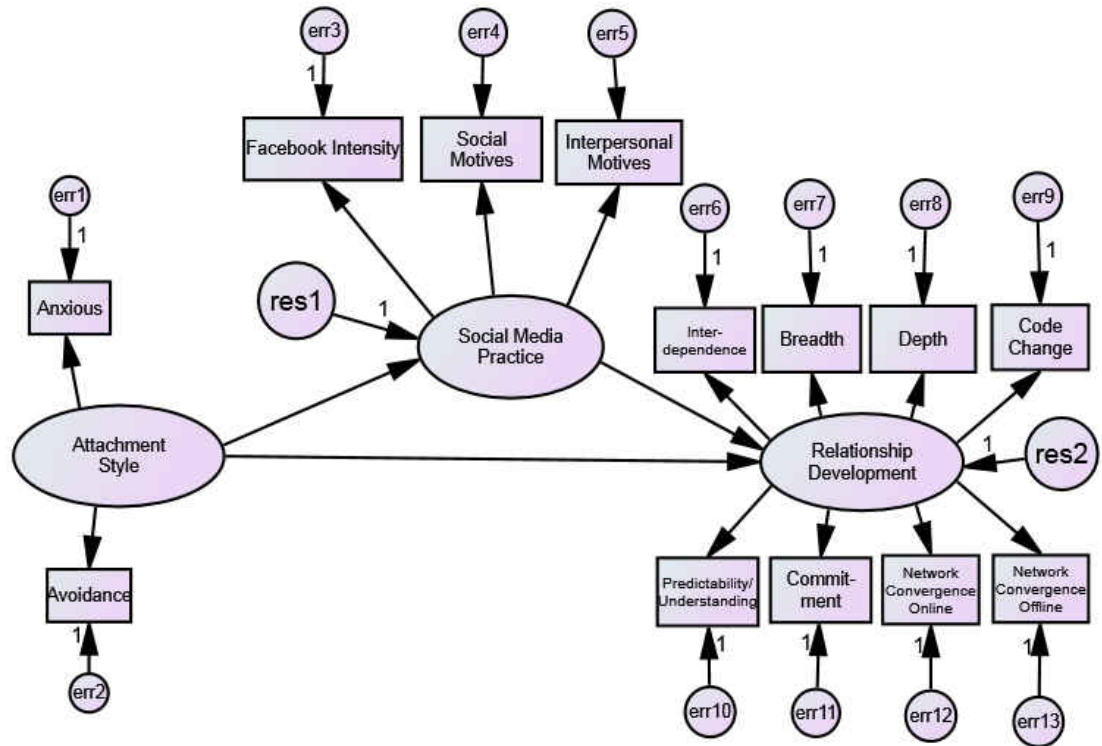 err3
err4
err5
1
Facebook Intensity
Social
Motives
Interpersonal
Motives
err1
1
Anxious
err6
1
err7
1
err8
1
err9
1
res1
1
Social Media
Practice
Inter-
dependence
Breadth
Depth
Code
Change
Attachment
Style
Relationship
Development
1
res2
Avoidance
1
err2
Predictability/
Understanding
Commit-
ment
Network
Convergence
Online
Network
Convergence
Offline
1
1
1
1
err10
err11
err12
err13